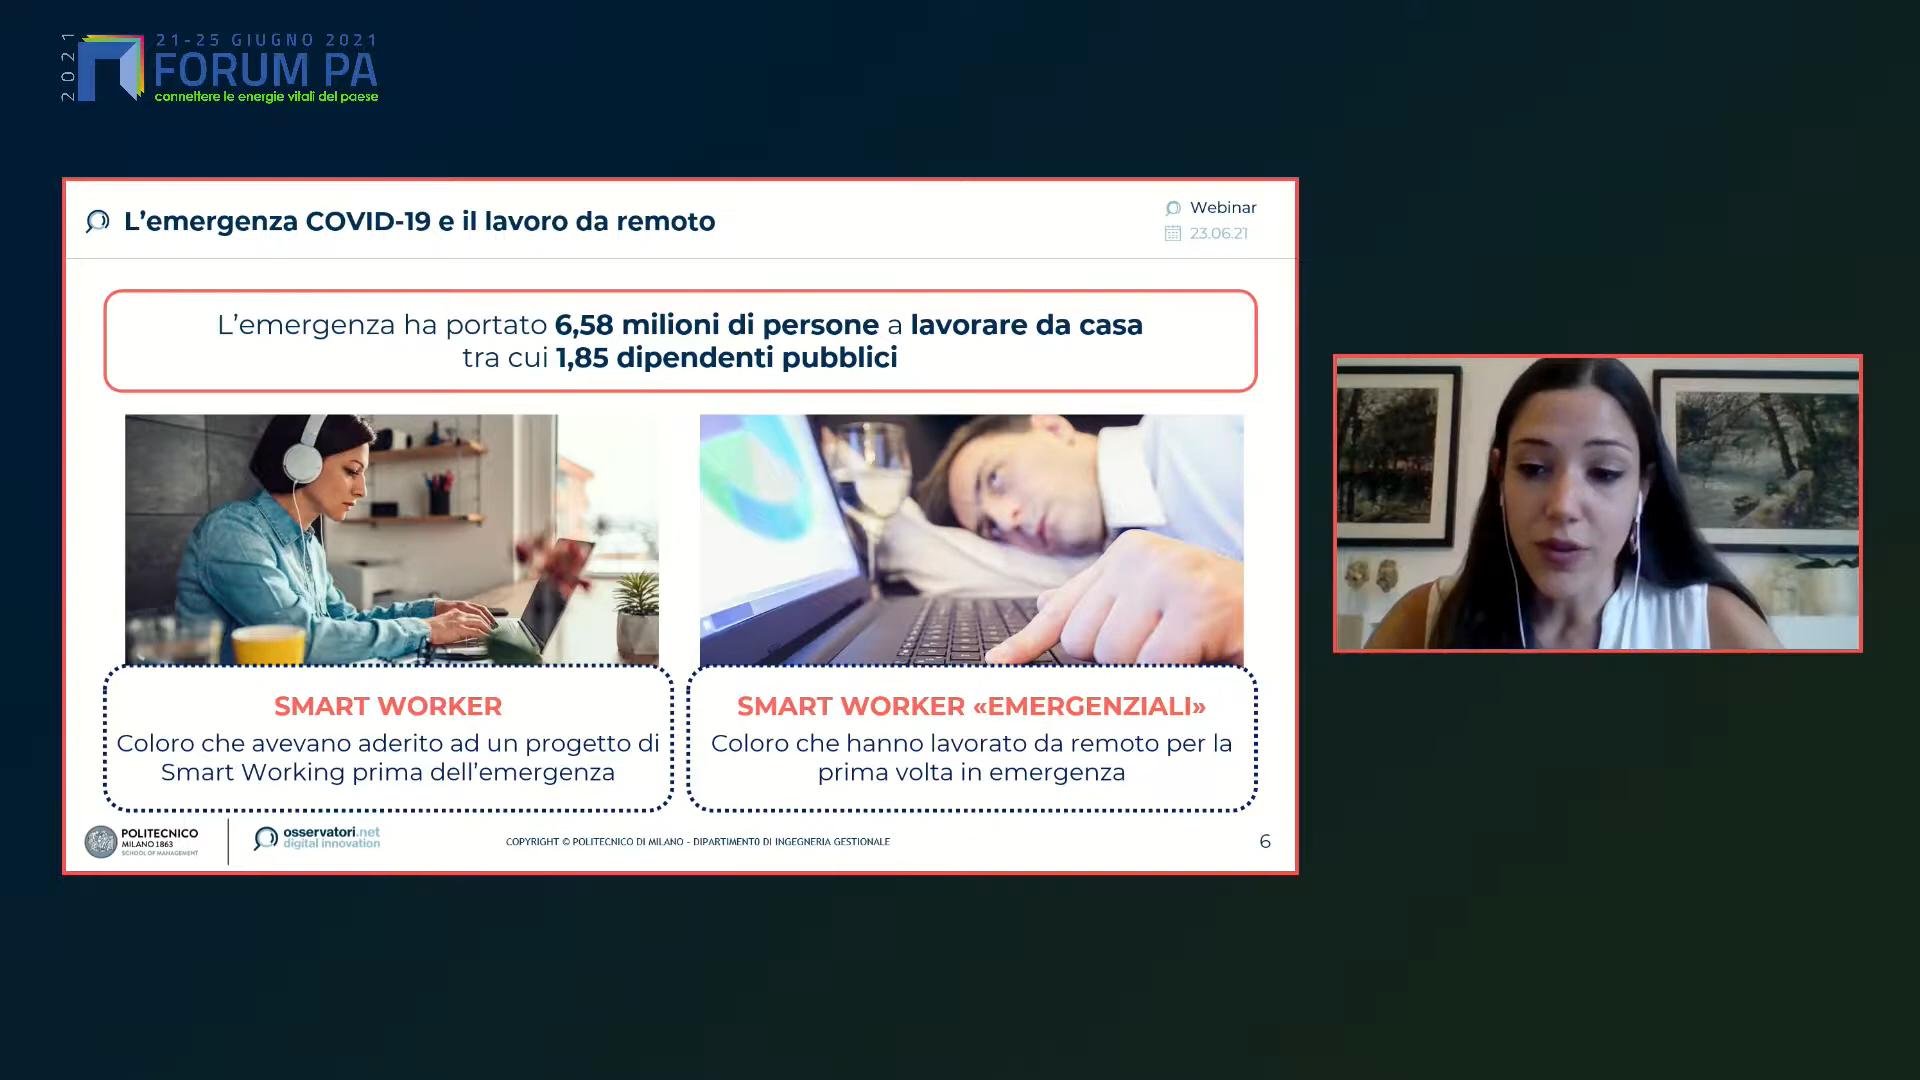 2021
21-25 GIUGNO 2021
FORUM PA
connettere le energie vitali del paese
L’emergenza COVID-19 e il lavoro da remoto
Webinar
23.06.21
L’emergenza ha portato 6,58 milioni di persone a lavorare da casa
tra cui 1,85 dipendenti pubblici
SMART WORKER
Coloro che avevano aderito ad un progetto di
Smart Working prima dell’emergenza
SMART WORKER «EMERGENZIALI»
Coloro che hanno lavorato da remoto per la
prima volta in emergenza
POLITECNICO
MILANO 1863
SCHOOL OF MANAGEMENT
osservatori.net
digital innovation
COPYRIGHT © POLITECNICO DI MILANO - DIPARTIMENTO DI INGEGNERIA GESTIONALE
6